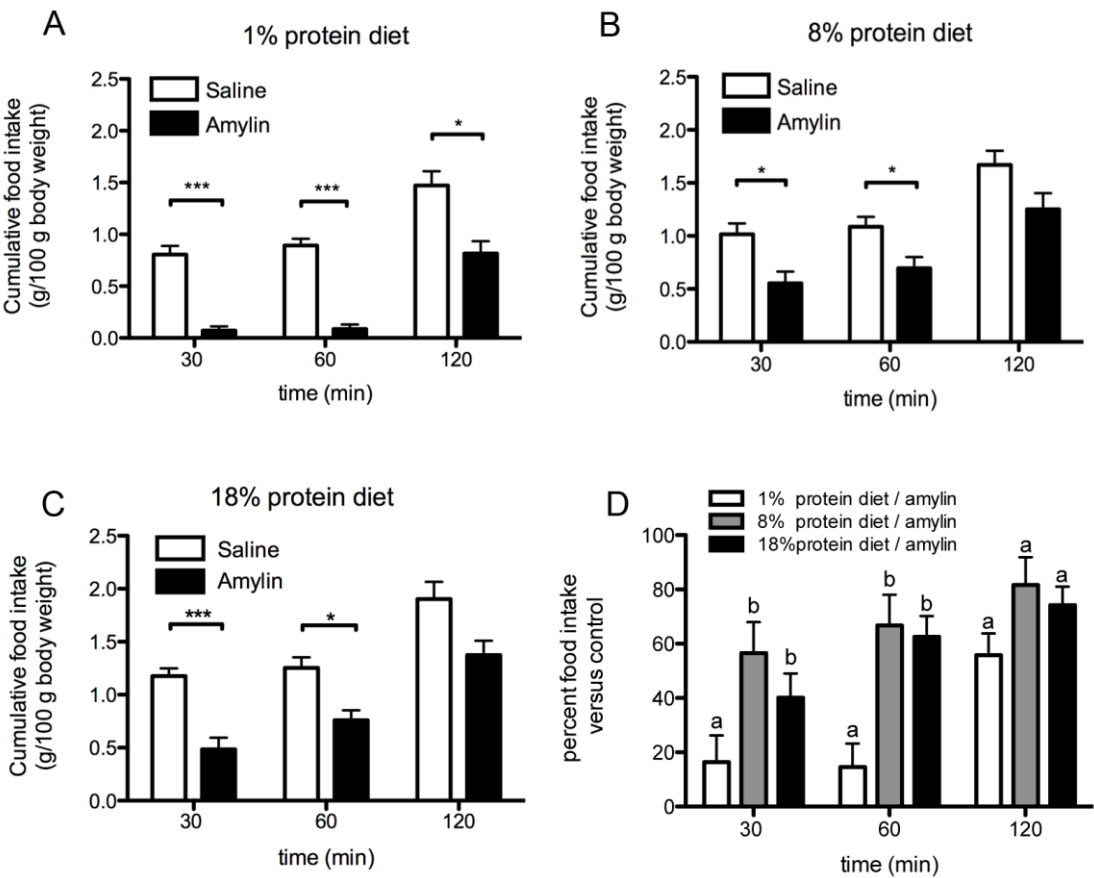 A
1% protein diet
Saline
Amylin
Cumulative food intake
(g/100 g body weight)
2.5
2.0
1.5
1.0
0.5
0.0
***
***
*
30
60
120
time (min)
B
8% protein diet
Saline
Amylin
Cumulative food intake
(g/100 g body weight)
2.5
2.0
1.5
1.0
0.5
0.0
*
*
30
60
120
time (min)
C
18% protein diet
Saline
Amylin
Cumulative food intake
(g/100 g body weight)
2.5
2.0
1.5
1.0
0.5
0.0
***
*
30
60
120
time (min)
D
1% protein diet / amylin
8% protein diet / amylin
18%protein diet / amylin
percent food intake
versus control
100
80
60
40
20
0
a
b
b
a
b
b
a
a
a
30
60
120
time (min)